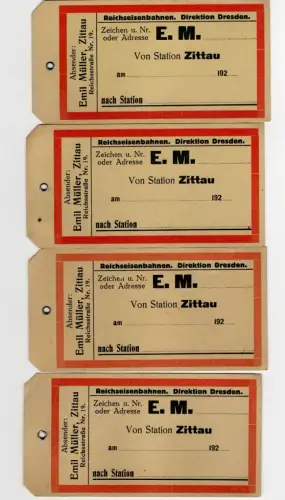 Absender:
Emil Müller, Zittau
Reichsstraße Nr. 19.
Reichseisenbahnen. Direktion Dresden.
Zeichen u. Nr.
oder Adresse E. M.
Von Station Zittau
am 192
nach Station
Absender:
Emil Müller, Zittau
Reichsstraße Nr. 19.
Reichseisenbahnen. Direktion Dresden.
Zeichen u. Nr.
oder Adresse E. M.
Von Station Zittau
am 192
nach Station
Absender:
Emil Müller, Zittau
Reichsstraße Nr. 19.
Reichseisenbahnen. Direktion Dresden.
Zeichen u. Nr.
oder Adresse E. M.
Von Station Zittau
am 192
nach Station
Absender:
Emil Müller, Zittau
Reichsstraße Nr. 19.
Reichseisenbahnen. Direktion Dresden.
Zeichen u. Nr.
oder Adresse E. M.
Von Station Zittau
am 192
nach Station